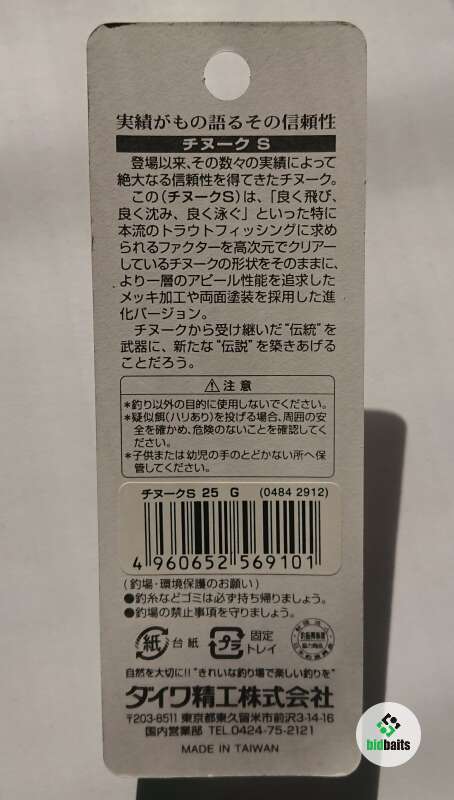 実績がもの語るその信頼性
チヌーク S
登場以来、その数々の実績によって
絶大なる信頼性を得てきたチヌーク。
この(チヌークS)は、「良く飛び、
良く沈み、良く泳ぐ」といった特に
本流のトラウトフィッシングに求め
られるファクターを高次元でクリアー
しているチヌークの形状をそのままに、
より一層のアピール性能を追求した
メッキ加工や両面塗装を採用した進
化バージョン。
チヌークから受け継いだ“伝統”を
武器に、新たな“伝説”を築きあげる
ことだろう。
⚠注意
*釣り以外の目的に使用しないでください。
*疑似餌(ハリあり)を投げる場合、周囲の安
全を確かめ、危険のないことを確認してく
ださい。
*子供または幼児の手のとどかない所へ保
管してください。
チヌークS 25 G (0484 2912)
4 960652 569101
(釣場・環境保護のお願い)
●釣糸などゴミは必ず持ち帰りましょう。
●釣場の禁止事項を守りましょう。
紙 台紙 プラ 固定トレイ
自然を大切に!!“きれいな釣り場で楽しい釣りを”
ダイワ精工株式会社
〒203-8511 東京都東久留米市前沢3-14-16
国内営業部 TEL 0424-75-2121
MADE IN TAIWAN
bidbaits